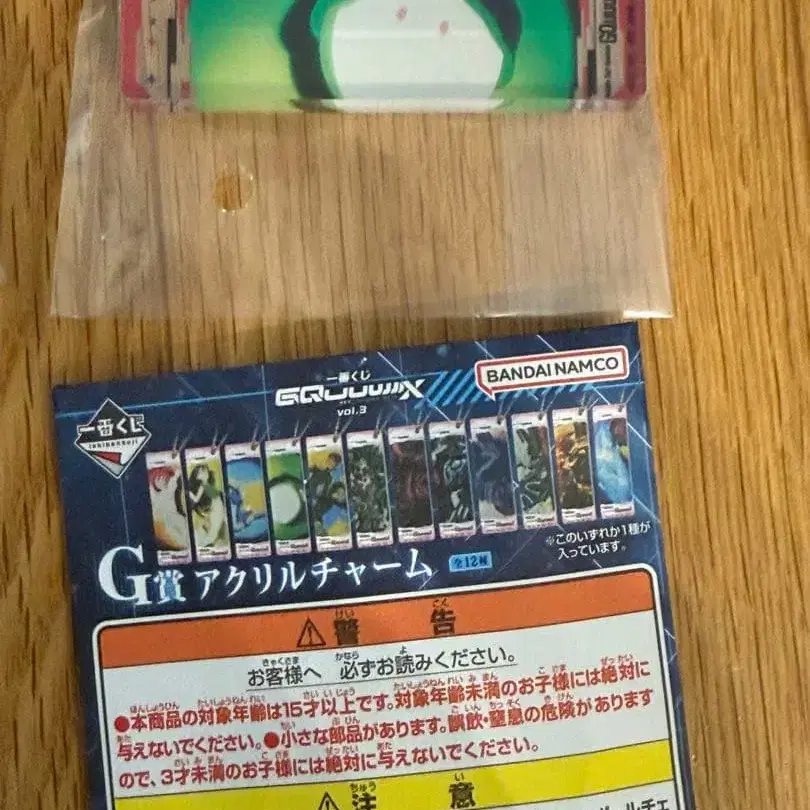 一番くじ
GQUUUUUUX
vol.3
BANDAI NAMCO
一番くじ
ichibankuji
※このいずれか1種が
入っています。
G賞 アクリルチャーム 全12種
警告
お客様へ 必ずお読みください。
●本商品の対象年齢は15才以上です。対象年齢未満のお子様には絶対に
与えないでください。●小さな部品があります。誤飲・窒息の危険があります
ので、3才未満のお子様には絶対に与えないでください。
注意